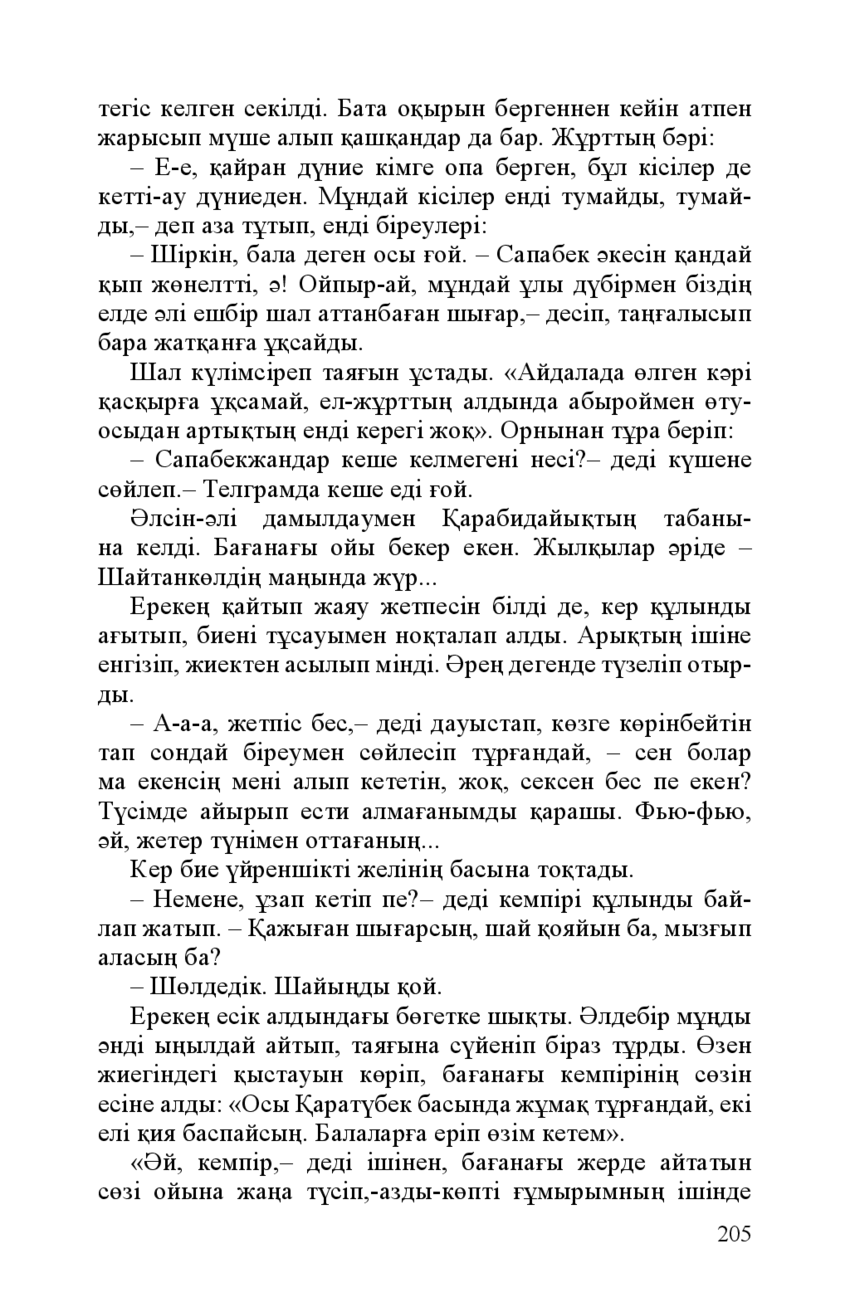 тегіс келген секілді. Бата оқырын бергеннен кейін атпен
жарысып мүше алып қашқандар да бар. Жұрттың бәрі:
– Е-е, қайран дүние кімге опа берген, бұл кісілер де
кетті-ау дүниеден. Мұндай кісілер енді тумайды, тумай-
ды,– деп аза тұтып, енді біреулері:
– Шіркін, бала деген осы ғой. – Сапабек әкесін қандай
қып жөнелтті, ә! Ойпыр-ай, мұндай ұлы дүбірмен біздің
елде әлі ешбір шал аттанбаған шығар,– десіп, таңғалысып
бара жатқанға ұқсайды.
Шал күлімсіреп таяғын ұстады. «Айдалада өлген кәрі
қасқырға ұқсамай, ел-жұрттың алдында абыроймен өту-
осыдан артықтың енді керегі жоқ». Орнынан тұра беріп:
– Сапабекжандар кеше келмегені несі?– деді күшене
сөйлеп.– Телграмда кеше еді ғой.
Әлсін-әлі дамылдаумен Қарабидайықтың табаны-
на келді. Бағанағы ойы бекер екен. Жылқылар әріде –
Шайтанкөлдің маңында жүр...
Ерекең қайтып жаяу жетпесін білді де, кер құлынды
ағытып, биені тұсауымен ноқталап алды. Арықтың ішіне
енгізіп, жиектен асылып мінді. Әрең дегенде түзеліп отыр-
ды.
– А-а-а, жетпіс бес,– деді дауыстап, көзге көрінбейтін
тап сондай біреумен сөйлесіп тұрғандай, – сен болар
ма екенсің мені алып кететін, жоқ, сексен бес пе екен?
Түсімде айырып ести алмағанымды қарашы. Фью-фью,
әй, жетер түнімен оттағаның...
Кер бие үйреншікті желінің басына тоқтады.
– Немене, ұзап кетіп пе?– деді кемпірі құлынды бай-
лап жатып. – Қажыған шығарсың, шай қояйын ба, мызғып
аласың ба?
– Шөлдедік. Шайыңды қой.
Ерекең есік алдындағы бөгетке шықты. Әлдебір мұңды
әнді ыңылдай айтып, таяғына сүйеніп біраз тұрды. Өзен
жиегіндегі қыстауын көріп, бағанағы кемпірінің сөзін
есіне алды: «Осы Қаратүбек басында жұмақ тұрғандай, екі
елі қия баспайсың. Балаларға еріп өзім кетем».
«Әй, кемпір,– деді ішінен, бағанағы жерде айтатын
сөзі ойына жаңа түсіп,-азды-көпті ғұмырымның ішінде
205